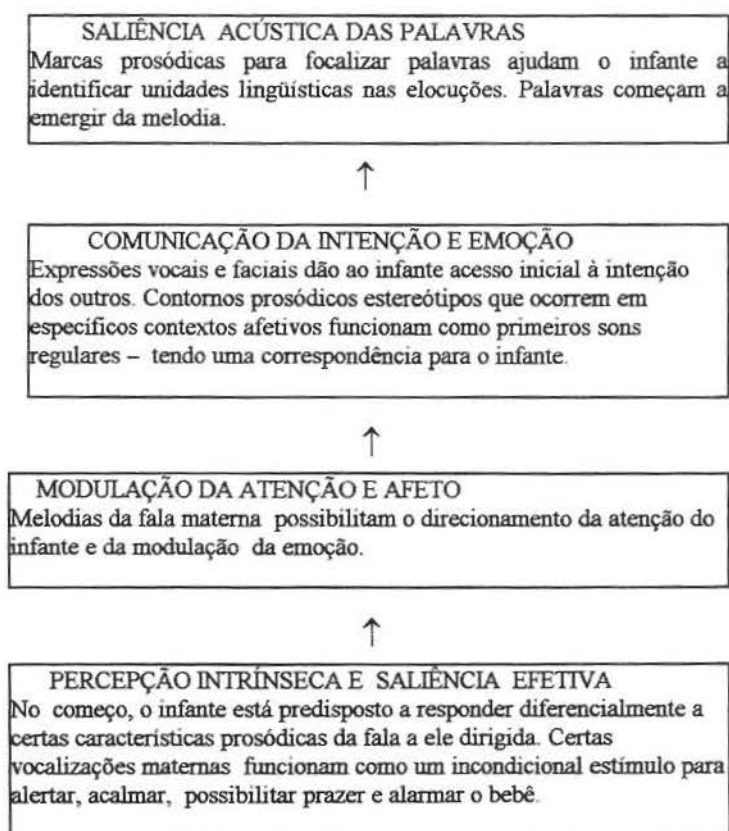 SALIÊNCIA ACÚSTICA DAS PALAVRAS
Marcas prosódicas para focalizar palavras ajudam o infante a
identificar unidades lingüísticas nas elocuções. Palavras começam a
emergir da melodia.
↑
COMUNICAÇÃO DA INTENÇÃO E EMOÇÃO
Expressões vocais e faciais dão ao infante acesso inicial à intenção
dos outros. Contornos prosódicos estereótipos que ocorrem em
específicos contextos afetivos funcionam como primeiros sons
regulares – tendo uma correspondência para o infante.
↑
MODULAÇÃO DA ATENÇÃO E AFETO
Melodias da fala materna possibilitam o direcionamento da atenção do
infante e da modulação da emoção.
↑
PERCEPÇÃO INTRÍNSECA E SALIÊNCIA EFETIVA
No começo, o infante está predisposto a responder diferencialmente a
certas características prosódicas da fala a ele dirigida. Certas
vocalizações maternas funcionam como um incondicional estímulo para
alertar, acalmar, possibilitar prazer e alarmar o bebê.